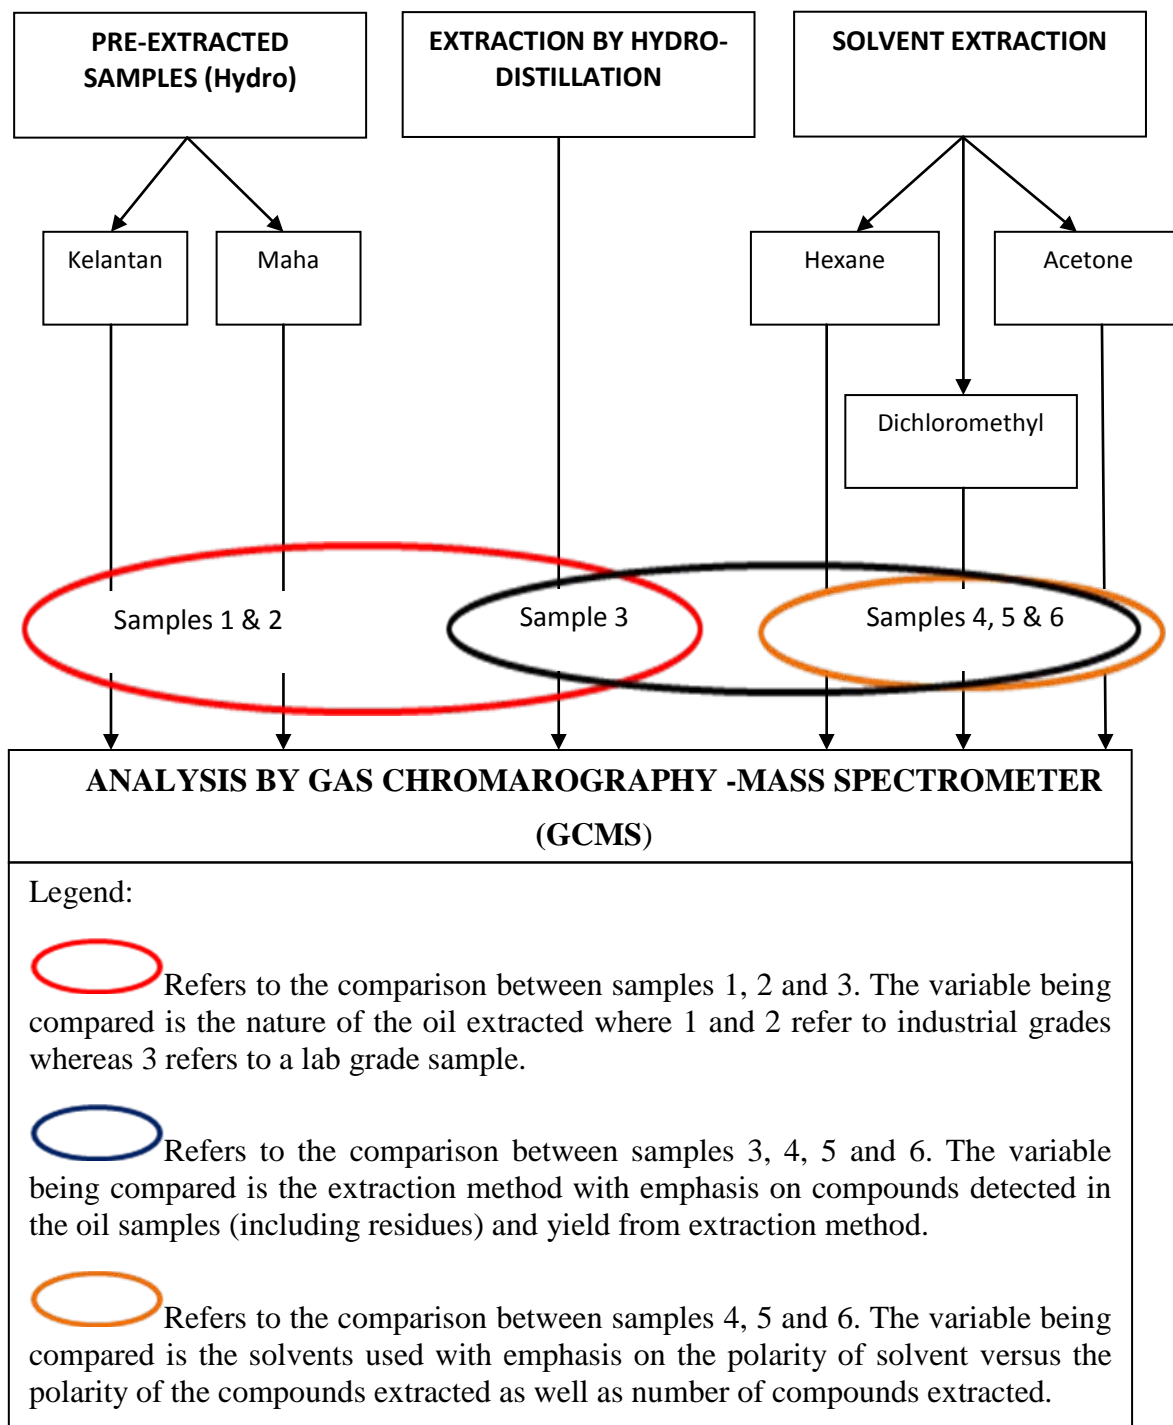 PRE-EXTRACTED
SAMPLES (Hydro)
EXTRACTION BY HYDRO-
DISTILLATION
SOLVENT EXTRACTION
Kelantan
Maha
Hexane
Acetone
Dichloromethyl
Samples 1 & 2
Sample 3
Samples 4, 5 & 6
ANALYSIS BY GAS CHROMAROGRAPHY -MASS SPECTROMETER
(GCMS)
Legend:
Refers to the comparison between samples 1, 2 and 3. The variable being
compared is the nature of the oil extracted where 1 and 2 refer to industrial grades
whereas 3 refers to a lab grade sample.
Refers to the comparison between samples 3, 4, 5 and 6. The variable
being compared is the extraction method with emphasis on compounds detected in
the oil samples (including residues) and yield from extraction method.
Refers to the comparison between samples 4, 5 and 6. The variable being
compared is the solvents used with emphasis on the polarity of solvent versus the
polarity of the compounds extracted as well as number of compounds extracted.